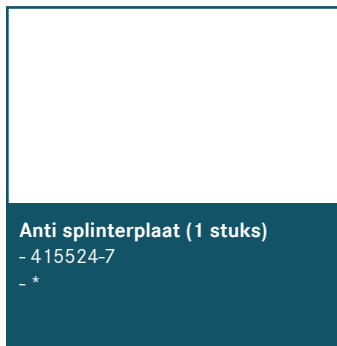 Anti splinterplaat (1 stuks)
- 415524-7
- *